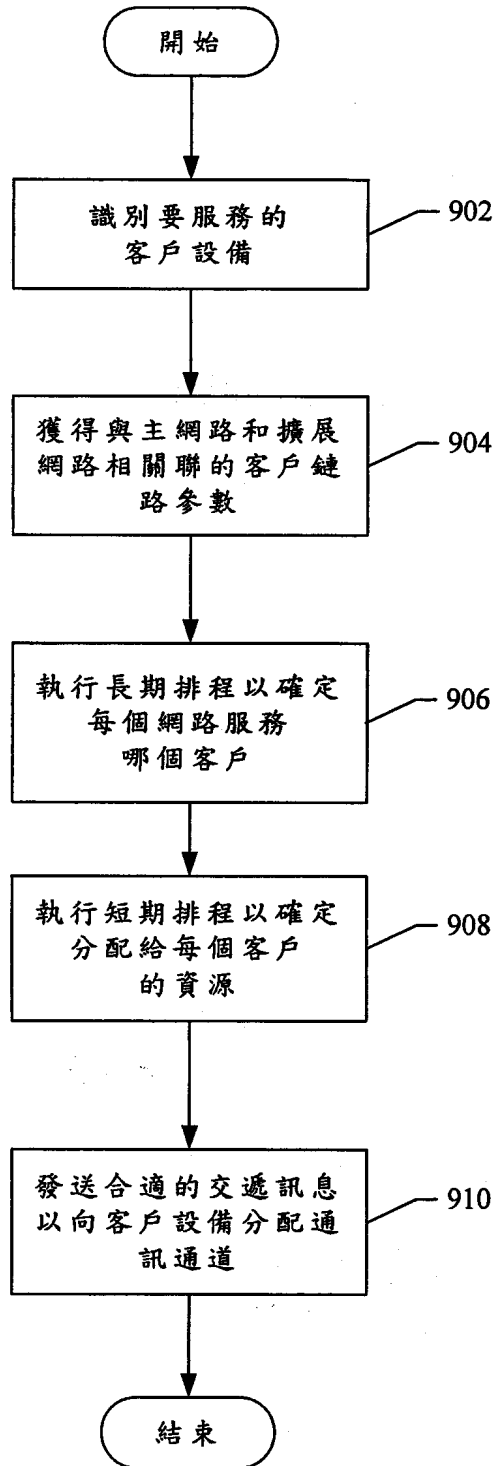 開始
識別要服務的
客戶設備
902
獲得與主網路和擴展
網路相關聯的客戶鏈
路參數
904
執行長期排程以確定
每個網路服務
哪個客戶
906
執行短期排程以確定
分配給每個客戶
的資源
908
發送合適的交遞訊息
以向客戶設備分配通
訊通道
910
結束